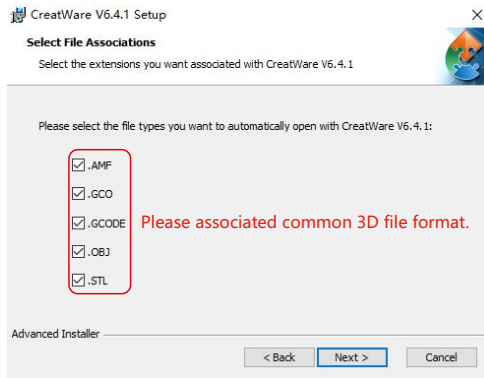 CreatWare V6.4.1 Setup
Select File Associations
Select the extensions you want associated with CreatWare V6.4.1
Please select the file types you want to automatically open with CreatWare V6.4.1:
.AMF
.GCO
.GCODE
Please associated common 3D file format.
.OBJ
.STL
Advanced Installer
< Back
Next >
Cancel